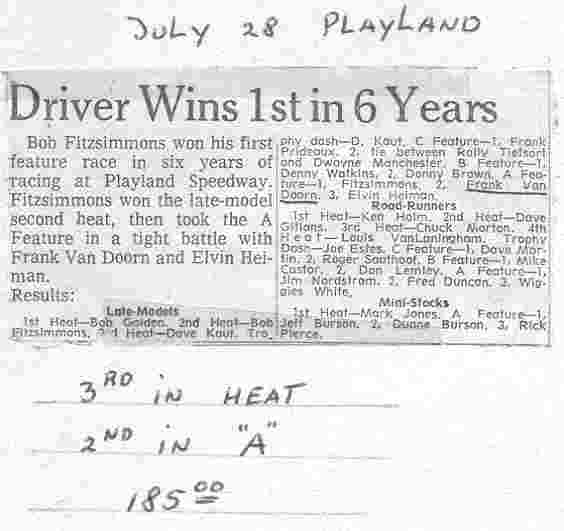 JULY 28 PLAYLAND
Driver Wins 1st in 6 Years
Bob Fitzsimmons won his first
feature race in six years of
racing at Playland Speedway.
Fitzsimmons won the late-model
second heat, then took the A
Feature in a tight battle with
Frank Van Doorn and Elvin Hei-
man.
Results:
Late-Models
1st Heat—Bob Golden. 2nd Heat—Bob
Fitzsimmons. 3rd Heat—Dave Kaut. Tro
phy dash—D. Kaut. C Feature—1. Frank
Prideaux. 2. tie between Rolly Tiefsort
and Dwayne Manchester. B Feature—1.
Denny Watkins. 2. Donny Brown. A Fea-
ture—1. Fitzsimmons. 2. Frank Van
Doorn. 3. Elvin Heiman.
Road-Runners
1st Heat—Ken Holm. 2nd Heat—Dave
Gillians. 3rd Heat—Chuck Morton. 4th
Heat—Louis VanLaningham. Trophy
Dash—Joe Estes. C Feature—1. Dave Mar-
tin. 2. Roger Southoof. B Feature—1. Mike
Castor. 2. Don Lemley. A Feature—1.
Jim Nordstrom. 2. Fred Duncan. 3. Wig-
gies White.
Mini-Stocks
1st Heat—Mark Jones. A Feature—1.
Jeff Burson. 2. Duane Burson. 3. Rick
Pierce.
3RD IN HEAT
2ND IN "A"
185.00